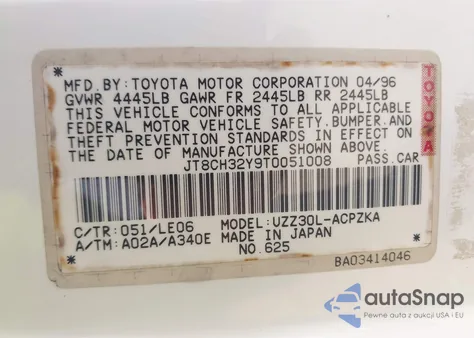 MFD.BY:TOYOTA MOTOR CORPORATION 04/96
GVWR 4445LB GAWR FR 2445LB RR 2445LB
THIS VEHICLE CONFORMS TO ALL APPLICABLE
FEDERAL MOTOR VEHICLE SAFETY,BUMPER,AND
THEFT PREVENTION STANDARDS IN EFFECT ON
THE DATE OF MANUFACTURE SHOWN ABOVE.
JT8CH32Y9T0051008 PASS.CAR
TOYOTA
C/TR:051/LE06 MODEL:UZZ30L-ACPZKA
A/TM:A02A/A340E MADE IN JAPAN
NO.625
BA03414046
autaSnap
Pewne auta z aukcji USA i EU